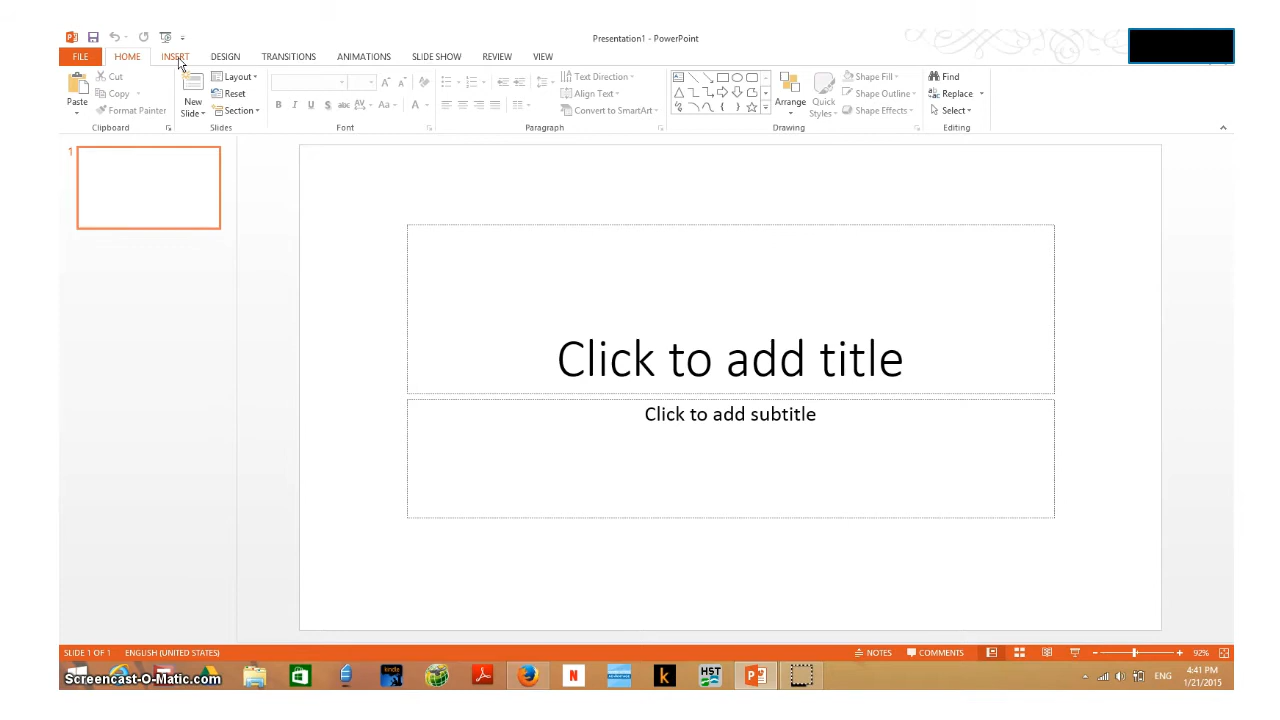 Presentation1 - PowerPoint
FILE HOME INSERT DESIGN TRANSITIONS ANIMATIONS SLIDE SHOW REVIEW VIEW
Paste
Cut
Copy
Format Painter
Clipboard
New
Slide
Layout
Reset
Section
Slides
B I U S abc AV Aa A
Font
Text Direction
Align Text
Convert to SmartArt
Paragraph
Arrange
Quick
Styles
Shape Fill
Shape Outline
Shape Effects
Drawing
Find
Replace
Select
Editing
1
Click to add title
Click to add subtitle
SLIDE 1 OF 1 ENGLISH (UNITED STATES) NOTES COMMENTS 92%
Screencast-O-Matic.com
kindle
N
k
HST
P
ENG
4:41 PM
1/21/2015